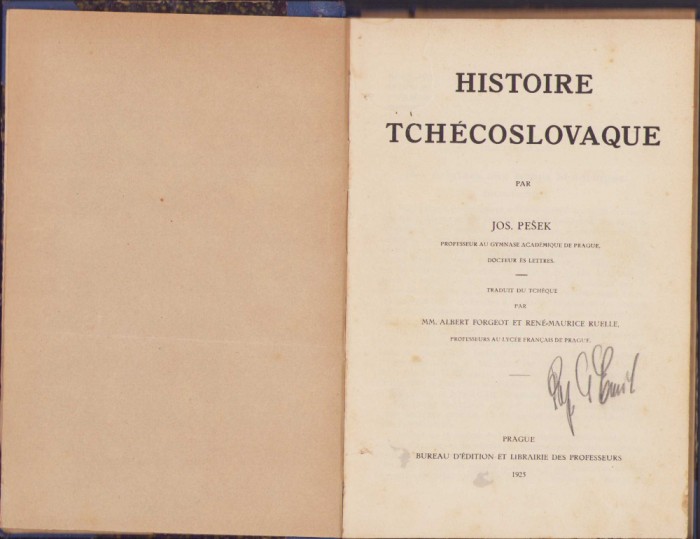 HISTOIRE
TCHÉCOSLOVAQUE
PAR
JOS. PEŠEK
PROFESSEUR AU GYMNASE ACADÉMIQUE DE PRAGUE,
DOCTEUR ÈS LETTRES.
TRADUIT DU TCHÈQUE
PAR
MM. ALBERT FORGEOT ET RENÉ-MAURICE RUELLE,
PROFESSEURS AU LYCÉE FRANÇAIS DE PRAGUE.
PRAGUE
BUREAU D'ÉDITION ET LIBRAIRIE DES PROFESSEURS
1925